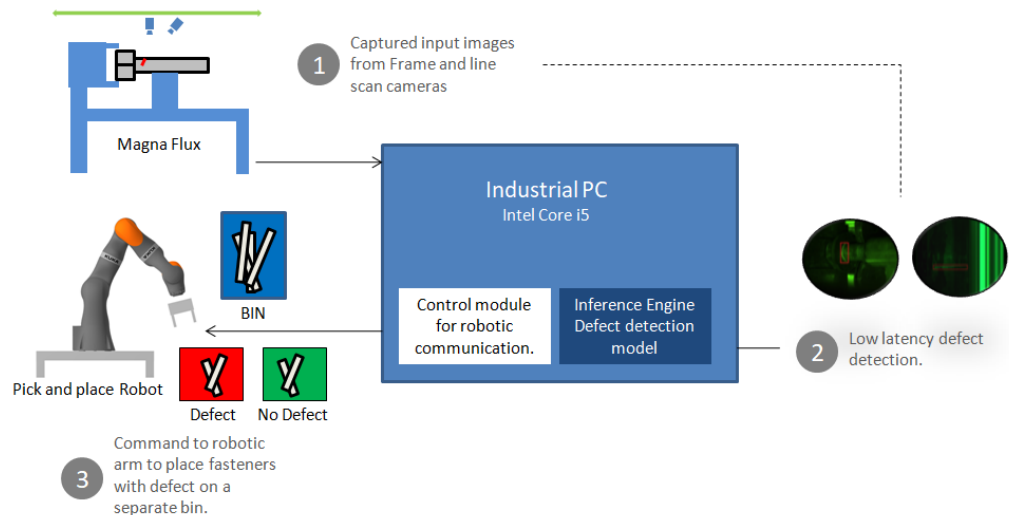 1
Captured input images
from Frame and line
scan cameras
Magna Flux
Industrial PC
Intel Core i5
Control module
for robotic
communication.
Inference Engine
Defect detection
model
2
Low latency defect
detection.
BIN
Pick and place Robot
Defect
No Defect
3
Command to robotic
arm to place fasteners
with defect on a
separate bin.